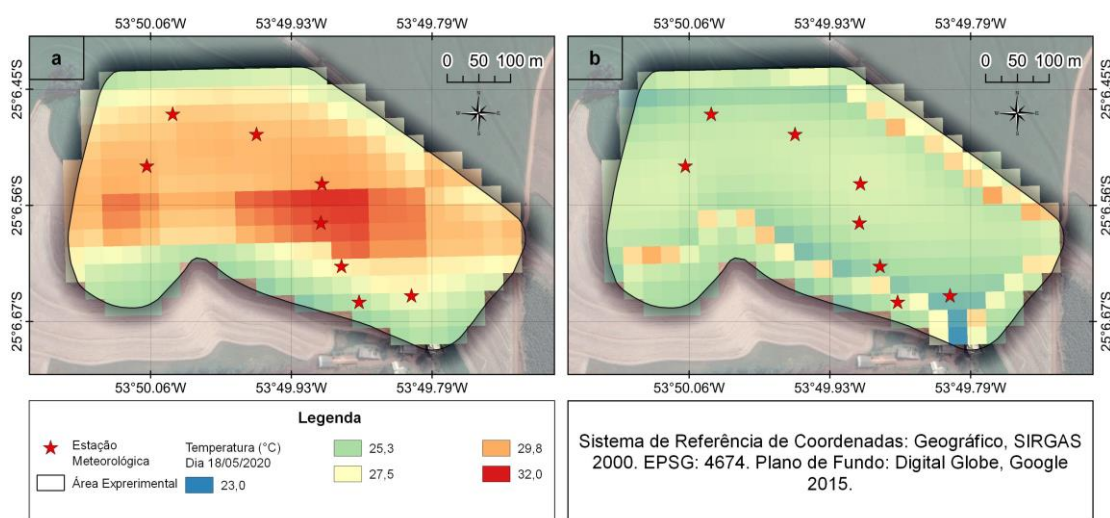 53°50.06'W 53°49.93'W 53°49.79'W 53°50.06'W 53°49.93'W 53°49.79'W
a
0 50 100 m
b
0 50 100 m
25°6.45'S 25°6.45'S
25°6.56'S 25°6.56'S
25°6.67'S 25°6.67'S
53°50.06'W 53°49.93'W 53°49.79'W 53°50.06'W 53°49.93'W 53°49.79'W
Legenda
Estação
Meteorológica
Área Exprerimental
Temperatura (°C)
Dia 18/05/2020
23,0
25,3
27,5
29,8
32,0
Sistema de Referência de Coordenadas: Geográfico, SIRGAS
2000. EPSG: 4674. Plano de Fundo: Digital Globe, Google
2015.